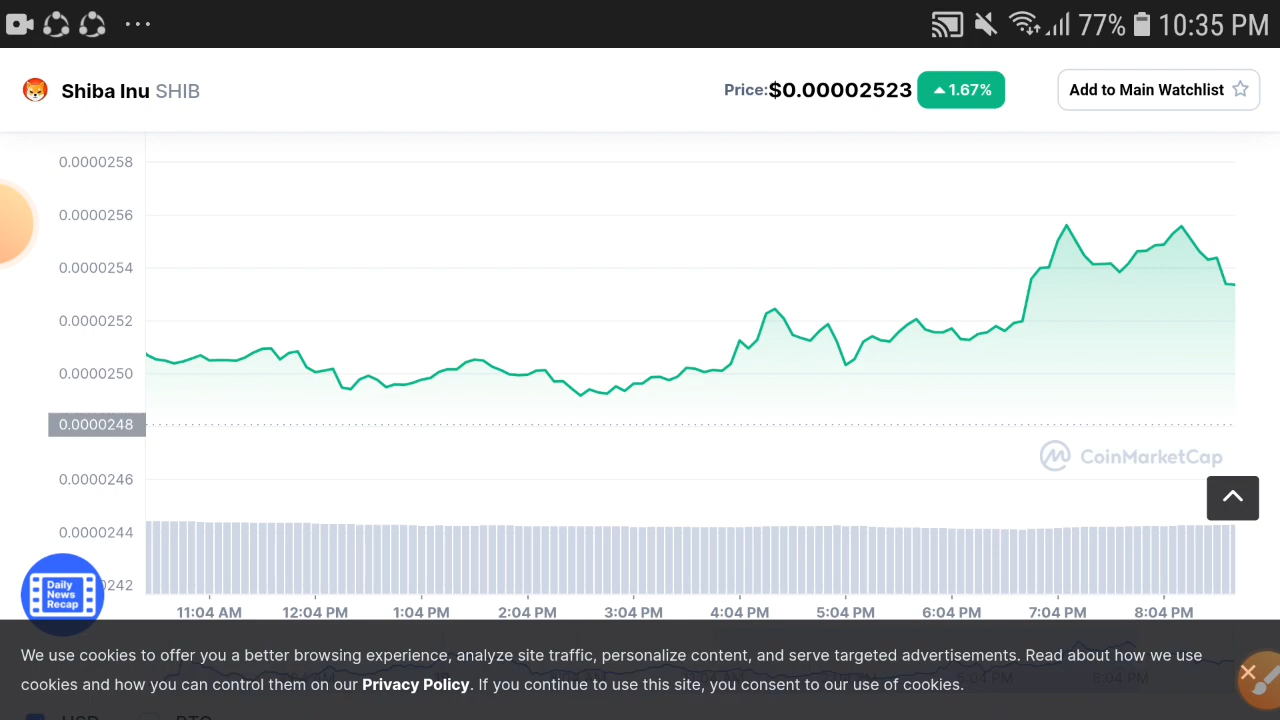 77% 10:35 PM
Shiba Inu SHIB
Price:$0.00002523 1.67%
Add to Main Watchlist
0.0000258
0.0000256
0.0000254
0.0000252
0.0000250
0.0000248
CoinMarketCap
0.0000246
0.0000244
242
Daily
News
Recap
11:04 AM 12:04 PM 1:04 PM 2:04 PM 3:04 PM 4:04 PM 5:04 PM 6:04 PM 7:04 PM 8:04 PM
We use cookies to offer you a better browsing experience, analyze site traffic, personalize content, and serve targeted advertisements. Read about how we use
cookies and how you can control them on our Privacy Policy. If you continue to use this site, you consent to our use of cookies.